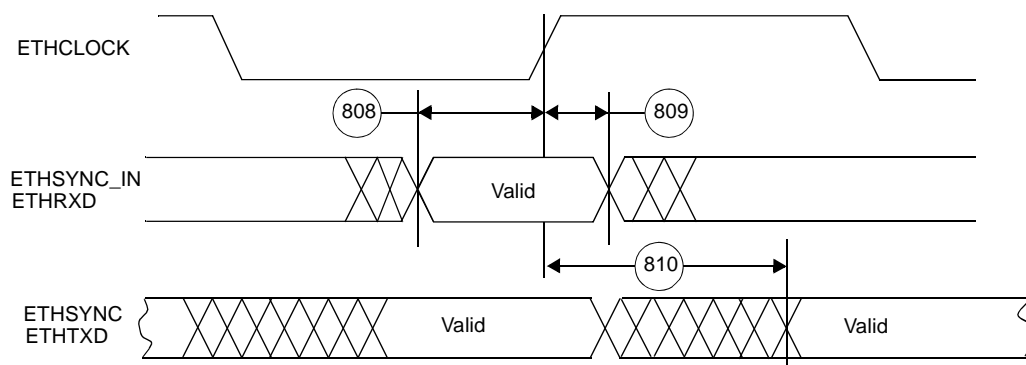 ETHCLOCK
808
809
ETHSYNC_IN
ETHRXD
Valid
810
ETHSYNC
ETHTXD
Valid
Valid